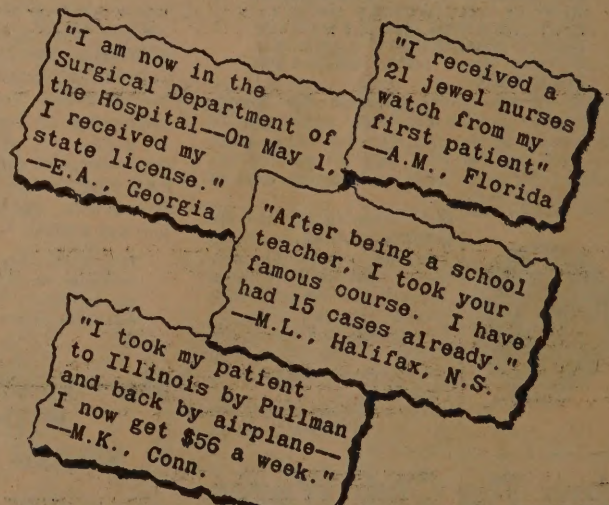 "I am now in the
Surgical Department of
the Hospital—On May 1,
I received my
state license."
—E.A., Georgia
"I received a
21 jewel nurses
watch from my
first patient"
—A.M., Florida
"After being a school
teacher, I took your
famous course. I have
had 15 cases already."
—M.L., Halifax, N.S.
"I took my patient
to Illinois by Pullman
and back by airplane—
I now get $56 a week."
—M.K., Conn.